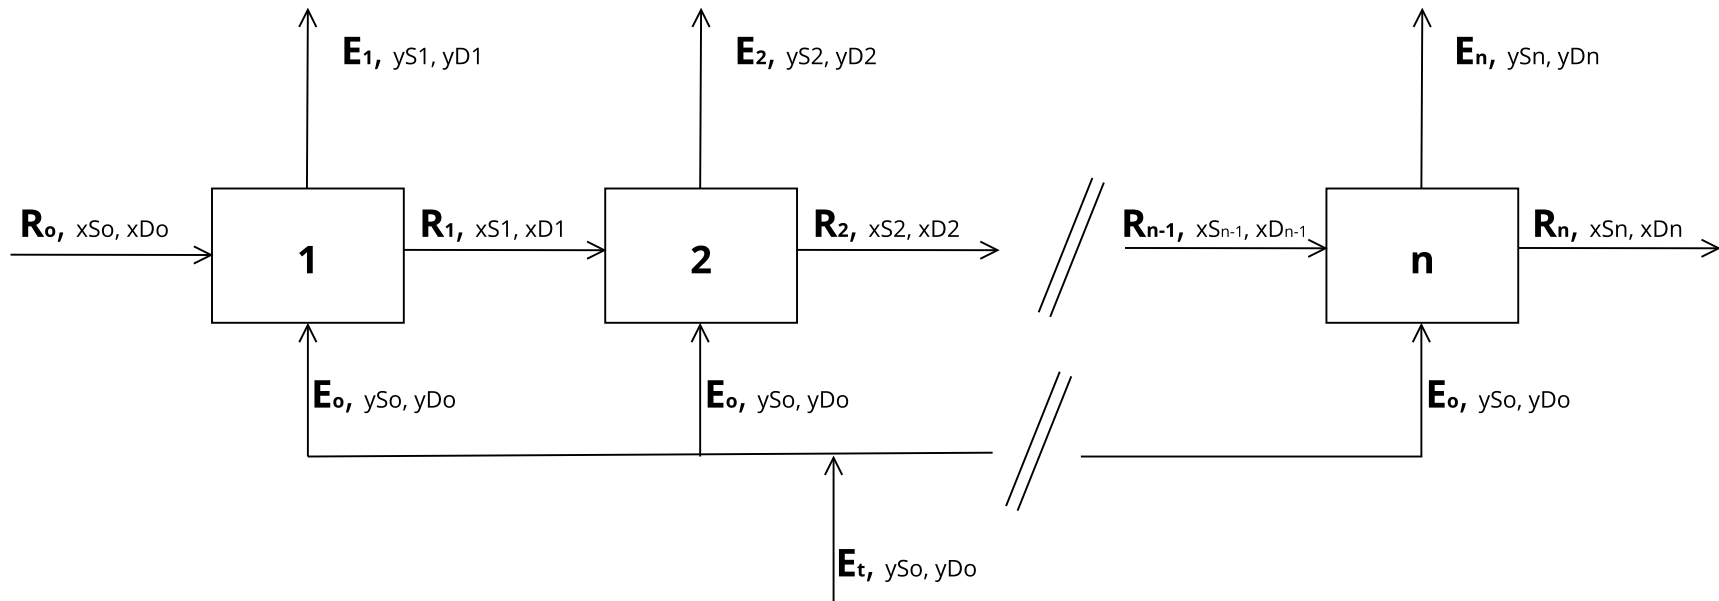 E1, yS1, yD1
E2, yS2, yD2
En, ySn, yDn
Ro, xSo, xDo
1
R1, xS1, xD1
2
R2, xS2, xD2
Rn-1, xSn-1, xDn-1
n
Rn, xSn, xDn
Eo, ySo, yDo
Eo, ySo, yDo
Eo, ySo, yDo
Et, ySo, yDo